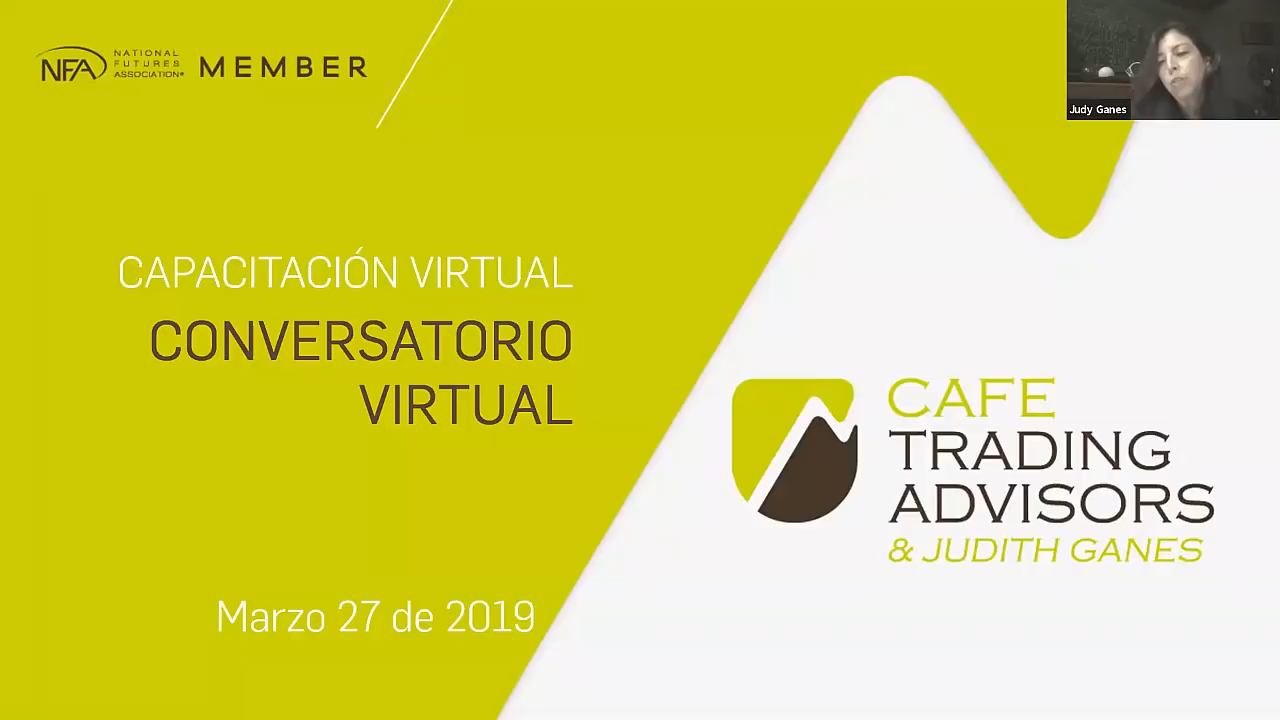 NFA NATIONAL
FUTURES
ASSOCIATION® MEMBER
Judy Ganes
CAPACITACIÓN VIRTUAL
CONVERSATORIO
VIRTUAL
CAFE
TRADING
ADVISORS
& JUDITH GANES
Marzo 27 de 2019